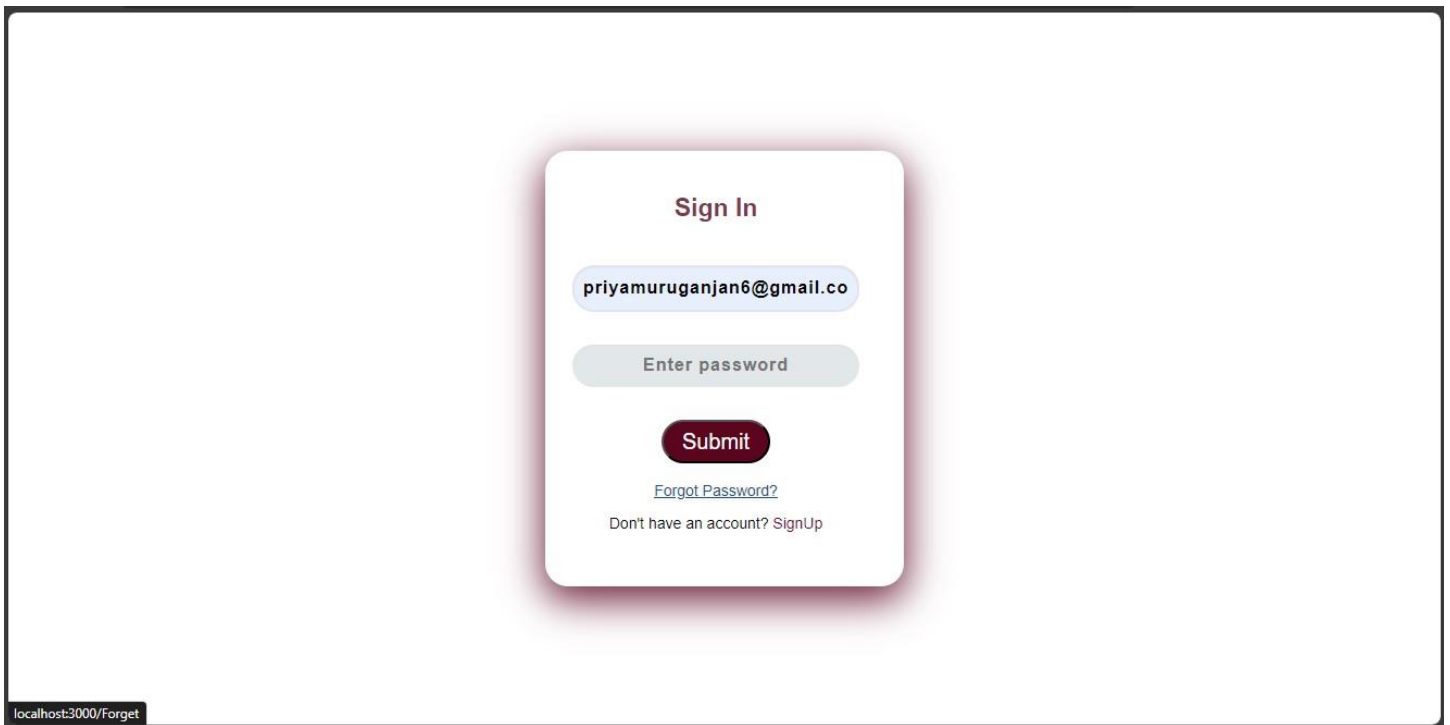 Sign In
priyamuruganjan6@gmail.co
Enter password
Submit
Forgot Password?
Don't have an account? SignUp
localhost:3000/Forget